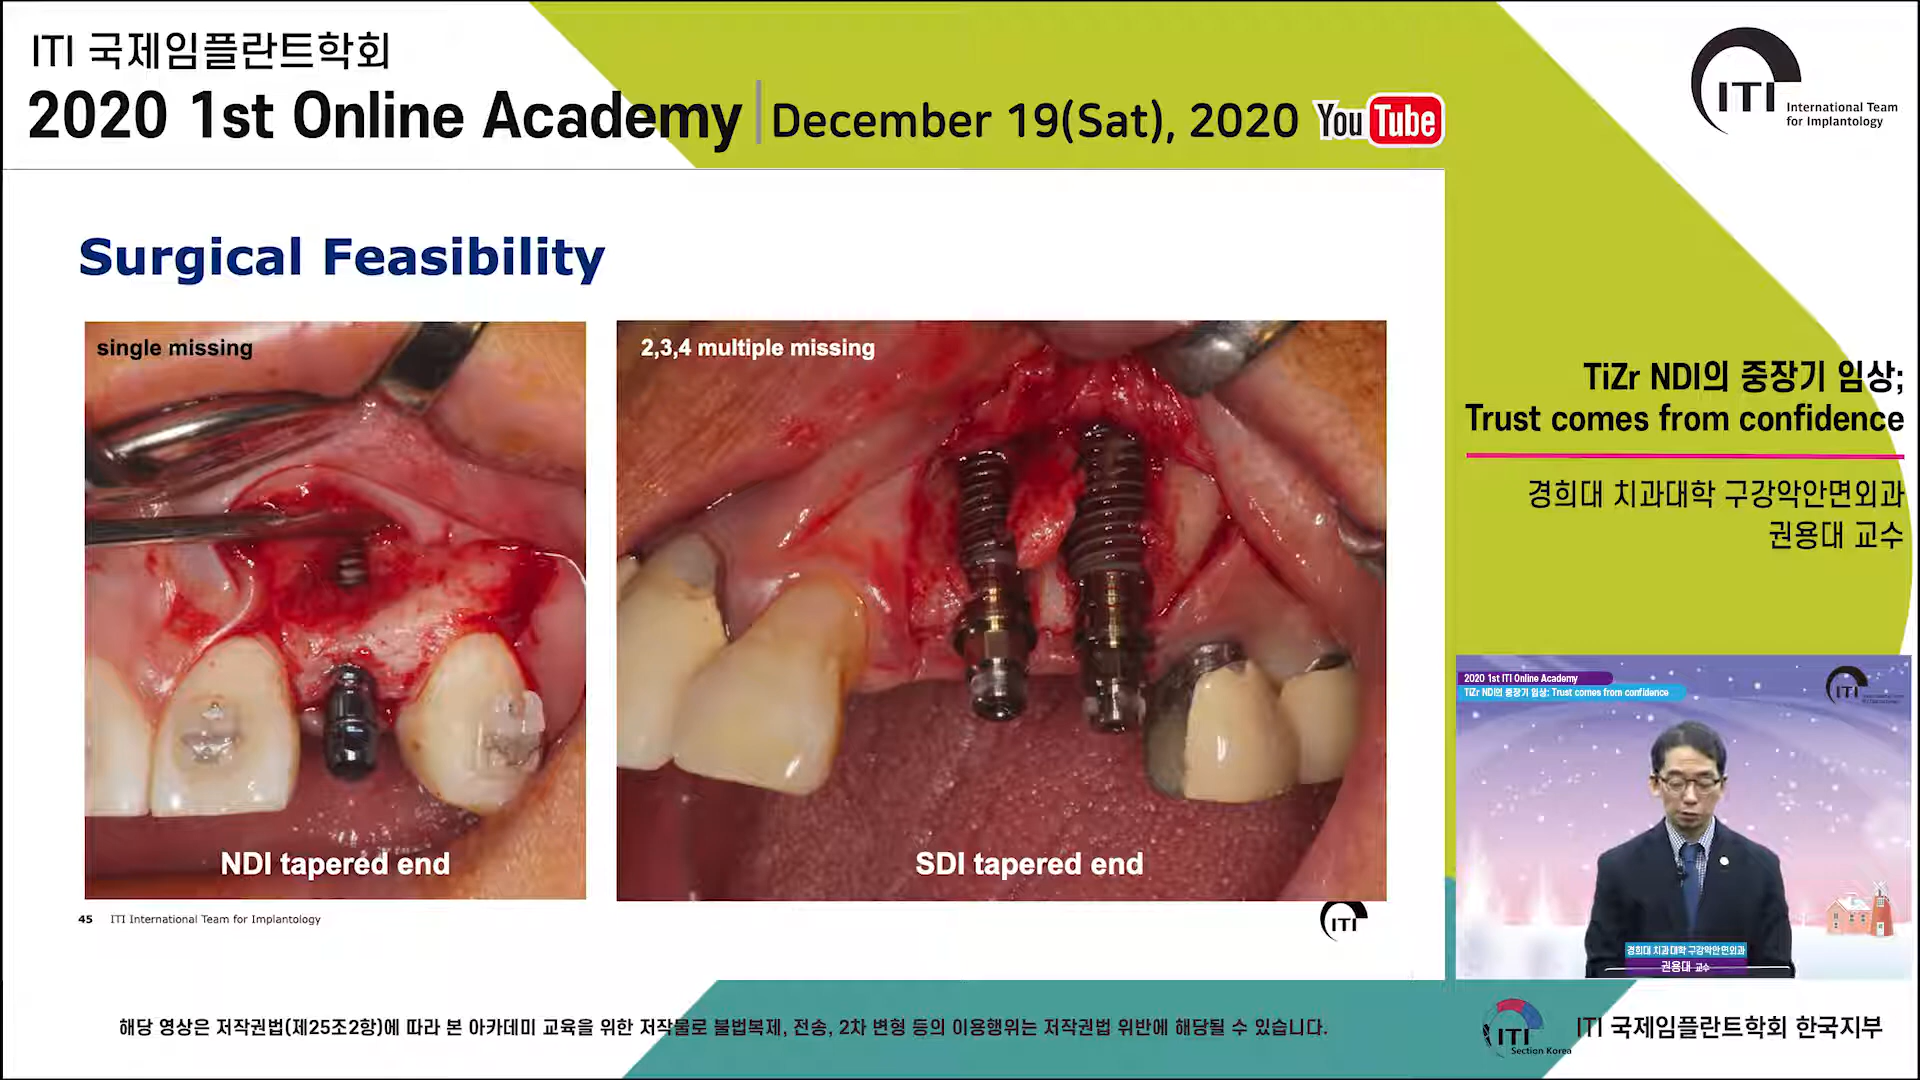 ITI 국제임플란트학회
2020 1st Online Academy
December 19(Sat), 2020
YouTube
ITI
International Team
for Implantology
Surgical Feasibility
single missing
NDI tapered end
2,3,4 multiple missing
SDI tapered end
45 ITI International Team for Implantology
ITI
TiZr NDI의 중장기 임상;
Trust comes from confidence
경희대 치과대학 구강악안면외과
권용대 교수
2020 1st ITI Online Academy
TiZr NDI의 중장기 임상: Trust comes from confidence
ITI
경희대 치과대학 구강악안면외과
권용대 교수
해당 영상은 저작권법(제25조2항)에 따라 본 아카데미 교육을 위한 저작물로 불법복제, 전송, 2차 변형 등의 이용행위는 저작권법 위반에 해당될 수 있습니다.
ITI
Section Korea
ITI 국제임플란트학회 한국지부